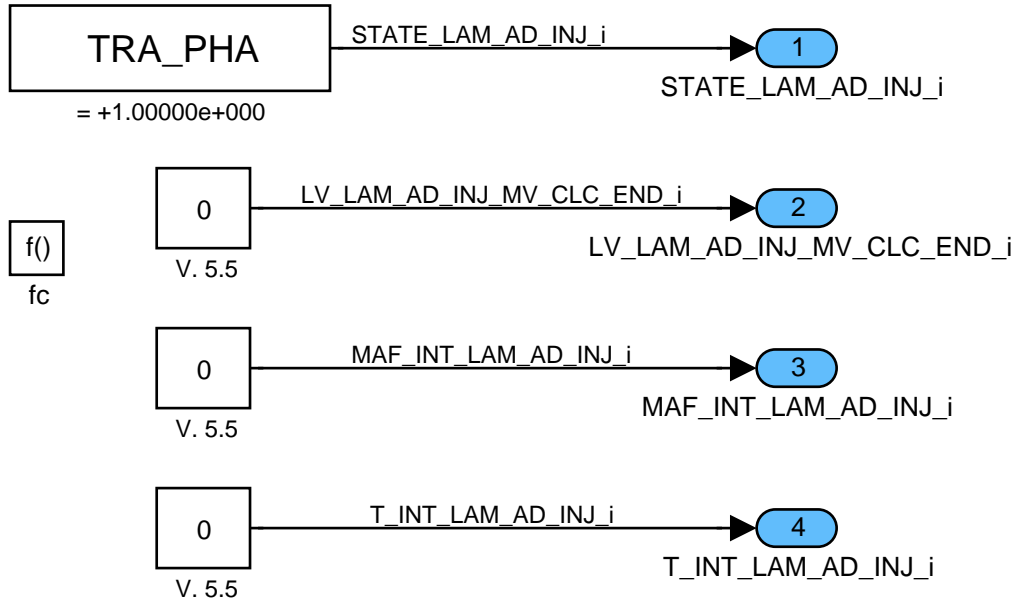 TRA_PHA
STATE_LAM_AD_INJ_i
1
STATE_LAM_AD_INJ_i
= +1.00000e+000
0
LV_LAM_AD_INJ_MV_CLC_END_i
2
LV_LAM_AD_INJ_MV_CLC_END_i
V. 5.5
f()
fc
0
MAF_INT_LAM_AD_INJ_i
3
MAF_INT_LAM_AD_INJ_i
V. 5.5
0
T_INT_LAM_AD_INJ_i
4
T_INT_LAM_AD_INJ_i
V. 5.5